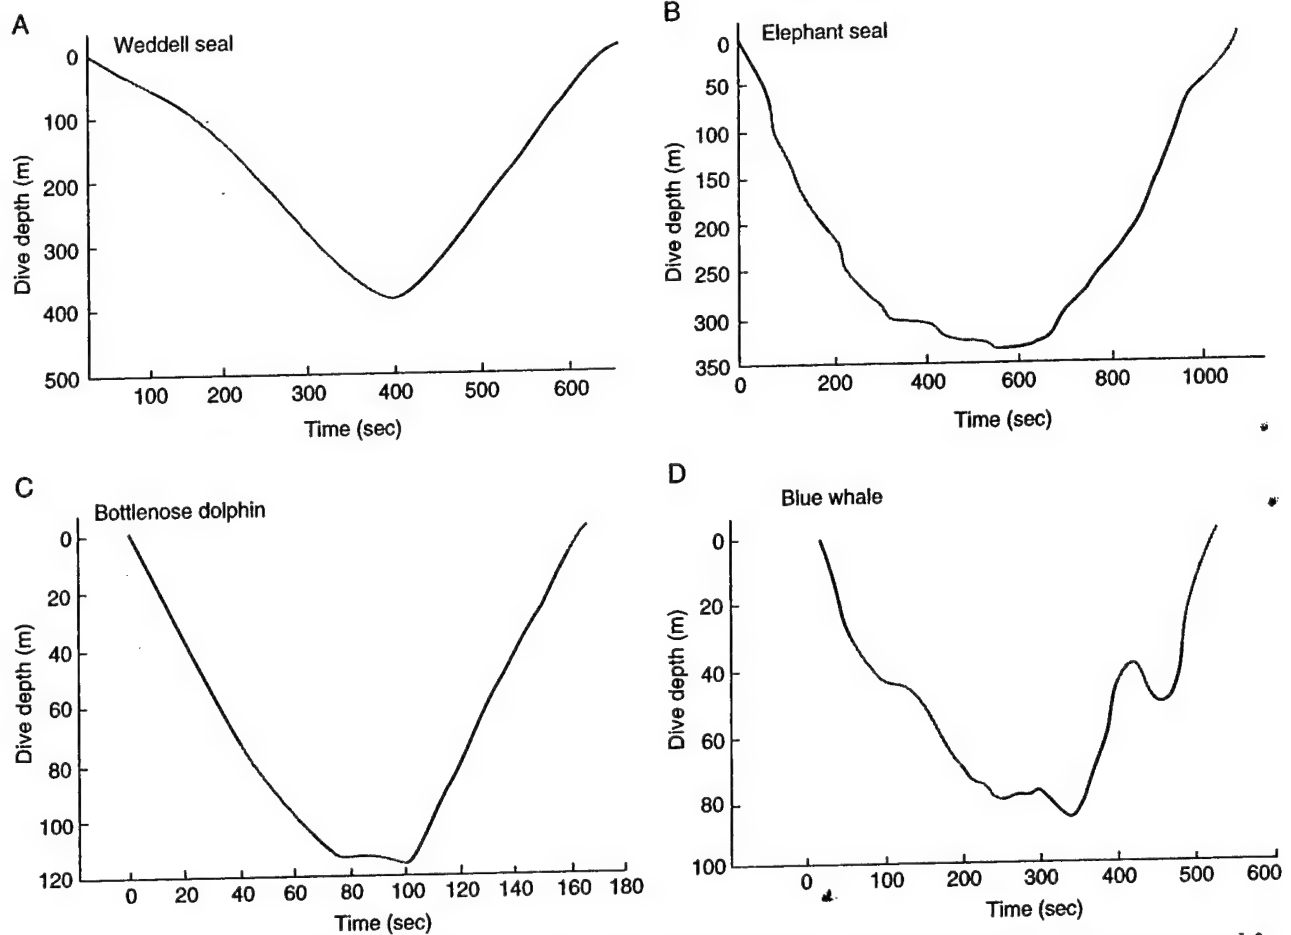 A
Weddell seal
0
100
200
300
400
500
Dive depth (m)
100 200 300 400 500 600
Time (sec)
B
Elephant seal
0
50
100
150
200
250
300
350
Dive depth (m)
0 200 400 600 800 1000
Time (sec)
C
Bottlenose dolphin
0
20
40
60
80
100
120
Dive depth (m)
0 20 40 60 80 100 120 140 160 180
Time (sec)
D
Blue whale
0
20
40
60
80
100
Dive depth (m)
0 100 200 300 400 500 600
Time (sec)